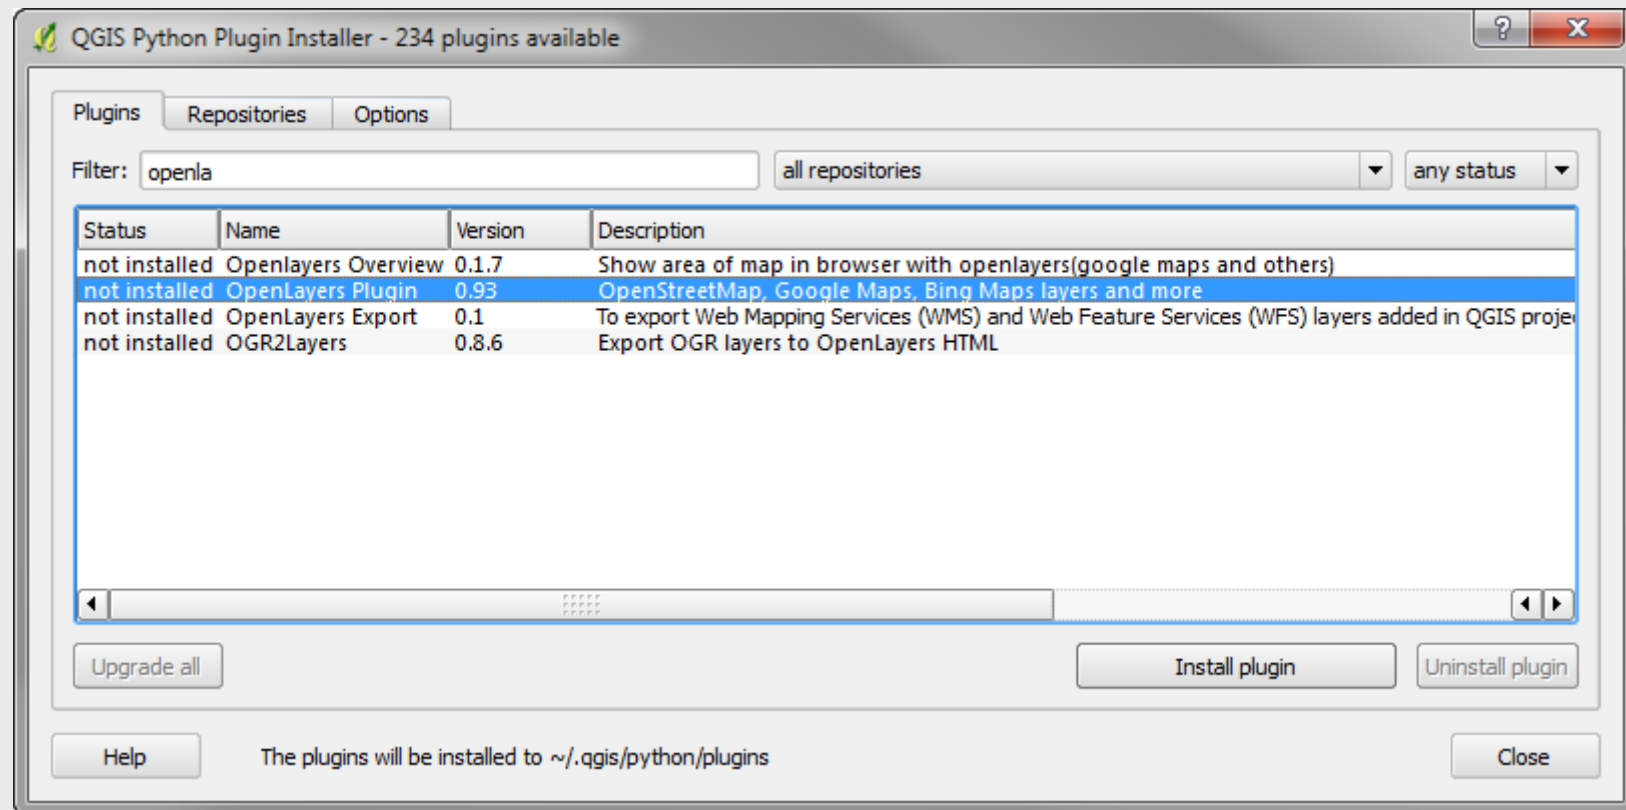 QGIS Python Plugin Installer - 234 plugins available
Plugins Repositories Options
Filter: openla all repositories any status
Status Name Version Description
not installed Openlayers Overview 0.1.7 Show area of map in browser with openlayers(google maps and others)
not installed OpenLayers Plugin 0.93 OpenStreetMap, Google Maps, Bing Maps layers and more
not installed OpenLayers Export 0.1 To export Web Mapping Services (WMS) and Web Feature Services (WFS) layers added in QGIS proje
not installed OGR2Layers 0.8.6 Export OGR layers to OpenLayers HTML
Upgrade all Install plugin Uninstall plugin
Help The plugins will be installed to ~/.qgis/python/plugins Close